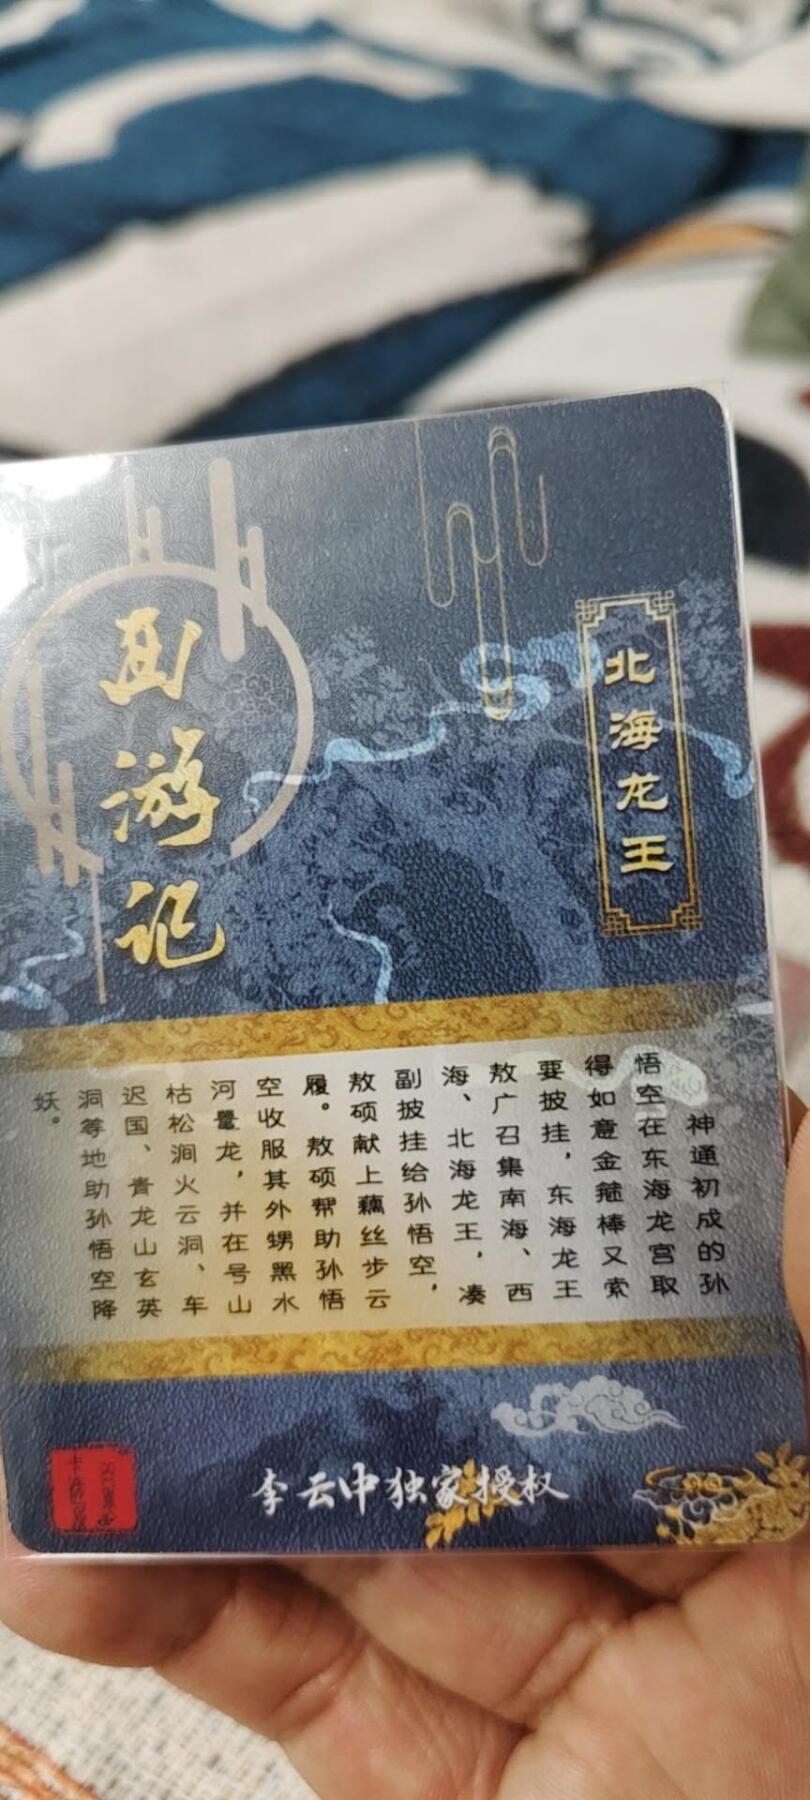 西游记
北海龙王
神通初成的孙
悟空在东海龙宫取
得如意金箍棒又索
要披挂，东海龙王
敖广召集南海、西
海、北海龙王，凑
副披挂给孙悟空，
敖硕献上藕丝步云
履。敖硕帮助孙悟
空收服其外甥黑水
河鼍龙，并在号山
枯松涧火云洞、车
迟国、青龙山玄英
洞等地助孙悟空降
妖。
李云中独家授权